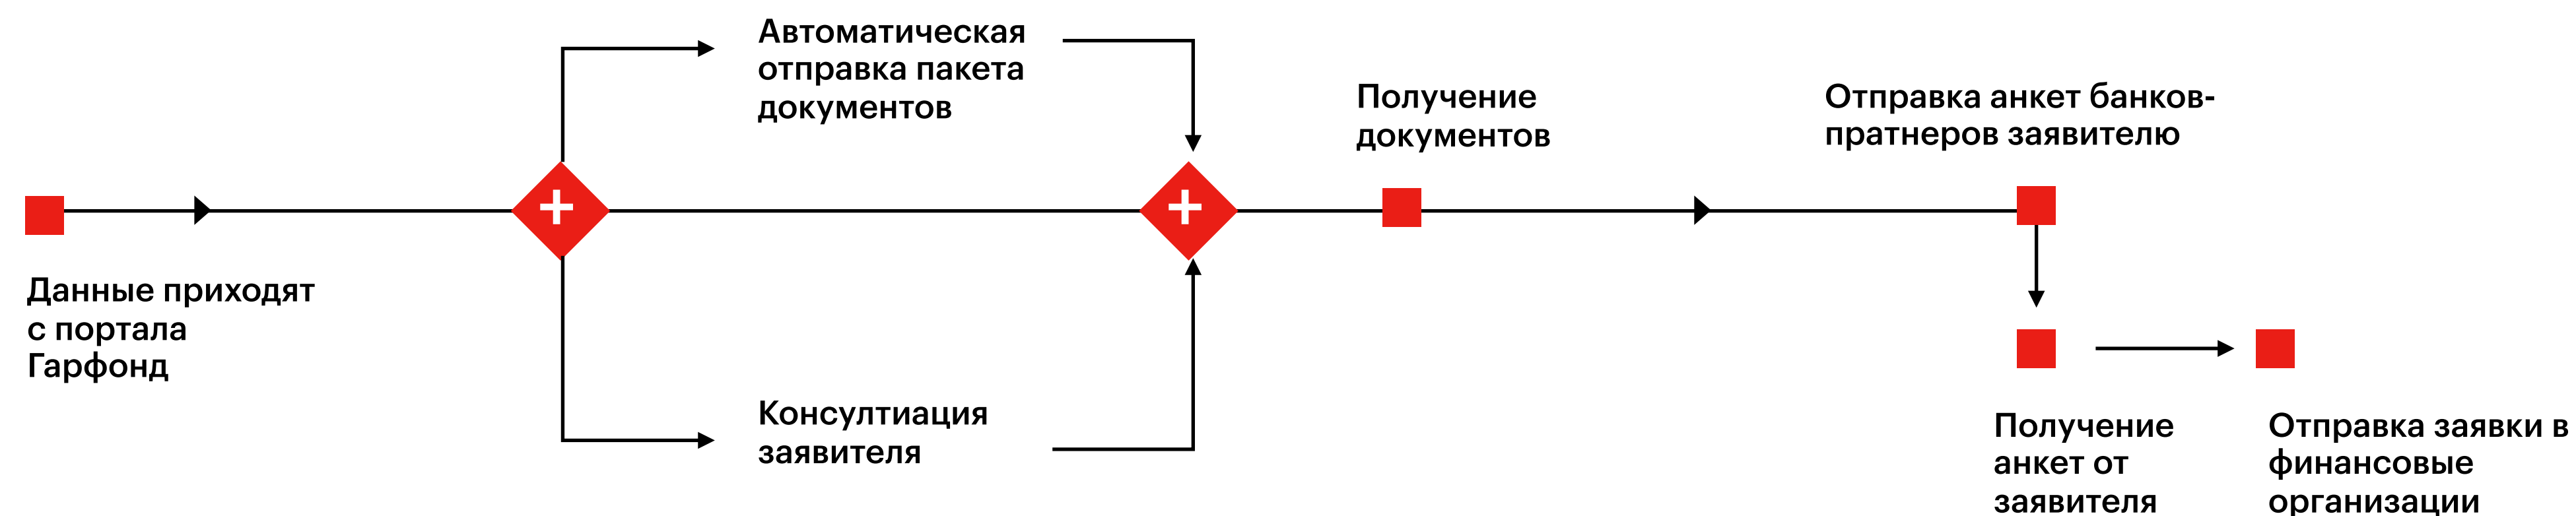 Данные приходят
с портала
Гарфонд
Автоматическая
отправка пакета
документов
Консултиация
заявителя
Получение
документов
Отправка анкет банков-
пратнеров заявителю
Получение
анкет от
заявителя
Отправка заявки в
финансовые
организации